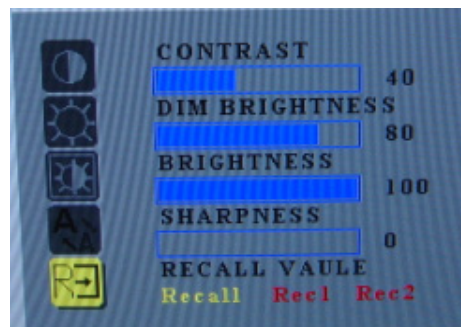 CONTRAST
40
DIM BRIGHTNESS
80
BRIGHTNESS
100
SHARPNESS
0
RECALL VAULE
Recall Rec1 Rec2